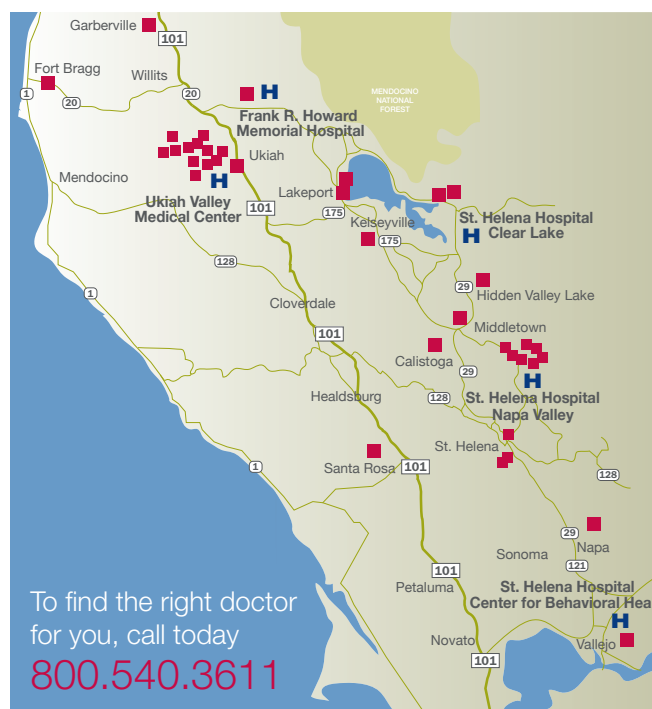 Garberville
101
Fort Bragg
Willits
1
20
20
H
MENDOCINO
NATIONAL
FOREST
Frank R. Howard
Memorial Hospital
Ukiah
Mendocino
H
Lakeport
Ukiah Valley
Medical Center
101
175
Kelseyville
175
St. Helena Hospital
Clear Lake
H
128
1
29
Hidden Valley Lake
Cloverdale
101
Middletown
Calistoga
29
H
Healdsburg
128
St. Helena Hospital
Napa Valley
St. Helena
1
Santa Rosa
101
128
29
Napa
Sonoma
121
101
Petaluma
St. Helena Hospital
Center for Behavioral Hea
H
Novato
Vallejo
101
To find the right doctor
for you, call today
800.540.3611